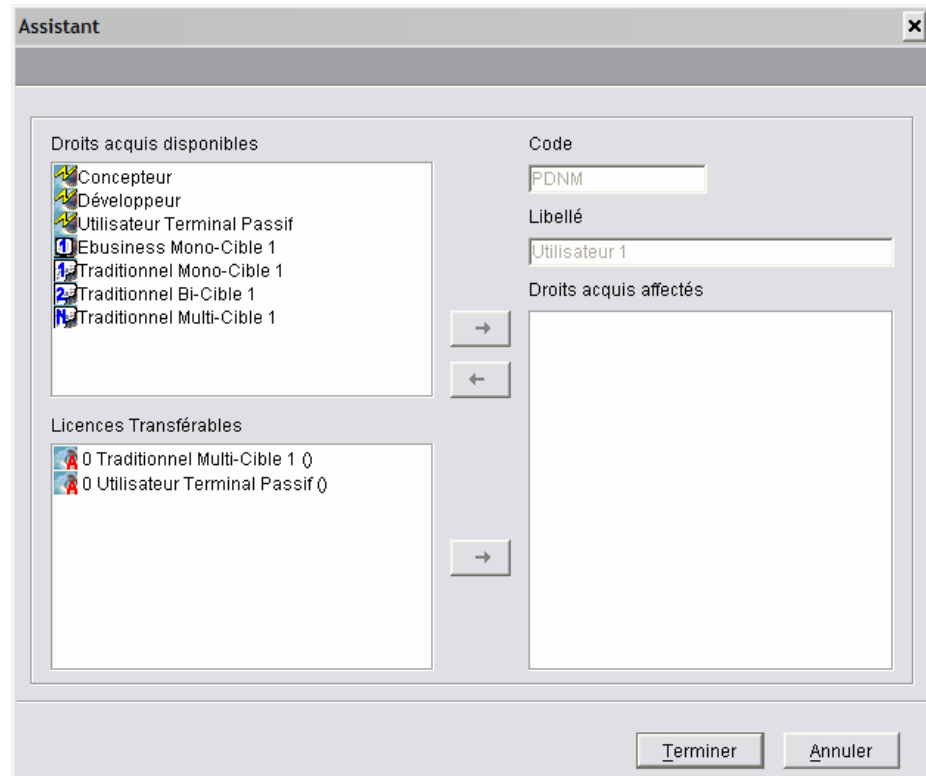 Assistant
Droits acquis disponibles
Concepteur
Développeur
Utilisateur Terminal Passif
Ebusiness Mono-Cible 1
Traditionnel Mono-Cible 1
Traditionnel Bi-Cible 1
Traditionnel Multi-Cible 1
Licences Transférables
0 Traditionnel Multi-Cible 1 ()
0 Utilisateur Terminal Passif ()
Code
PDNM
Libellé
Utilisateur 1
Droits acquis affectés
Terminer
Annuler